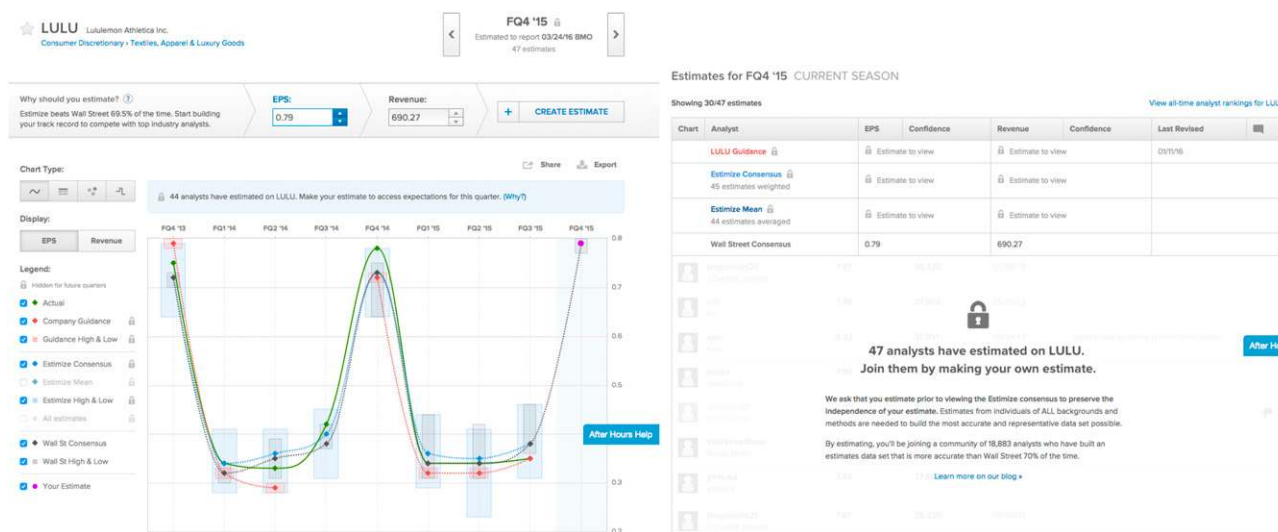 LULU Lululemon Athletica Inc.
Consumer Discretionary › Textiles, Apparel & Luxury Goods
FQ4 '15
Estimated to report 03/24/16 BMO
47 estimates
Why should you estimate? ?
Estimize beats Wall Street 69.5% of the time. Start building
your track record to compete with top industry analysts.
EPS:
0.79
Revenue:
690.27
+ CREATE ESTIMATE
Share Export
Chart Type:
44 analysts have estimated on LULU. Make your estimate to access expectations for this quarter. (Why?)
Display:
EPS Revenue
Legend:
Hidden for future quarters
Actual
Company Guidance
Guidance High & Low
Estimize Consensus
Estimize Mean
Estimize High & Low
All estimates
Wall St Consensus
Wall St High & Low
Your Estimate
FQ4 '13 FQ1 '14 FQ2 '14 FQ3 '14 FQ4 '14 FQ1 '15 FQ2 '15 FQ3 '15 FQ4 '15
0.8
0.7
0.6
0.5
0.3
0.2
After Hours Help
Estimates for FQ4 '15 CURRENT SEASON
Showing 30/47 estimates
View all-time analyst rankings for LUL
Chart Analyst EPS Confidence Revenue Confidence Last Revised
LULU Guidance Estimize to view Estimate to view 01/11/16
Estimize Consensus Estimate to view Estimate to view
45 estimates weighted
Estimize Mean Estimate to view Estimate to view
44 estimates averaged
Wall Street Consensus 0.79 690.27
47 analysts have estimated on LULU.
Join them by making your own estimate.
After Ho
We ask that you estimate prior to viewing the Estimize consensus to preserve the
independence of your estimate. Estimates from individuals of ALL backgrounds and
methods are needed to build the most accurate and representative data set possible.
By estimating, you'll be joining a community of 18,883 analysts who have built an
estimates data set that is more accurate than Wall Street 70% of the time.
Learn more on our blog »